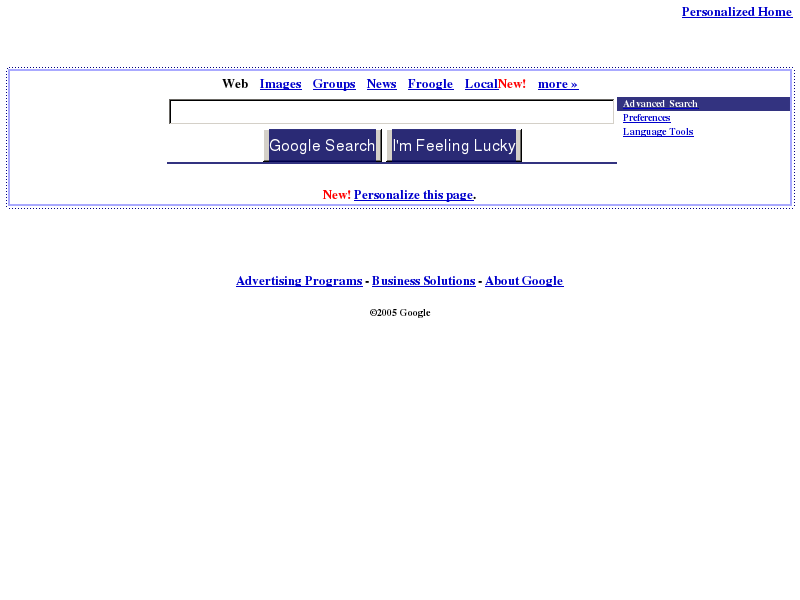 Personalized Home
Web Images Groups News Froogle LocalNew! more »
Advanced Search
Preferences
Language Tools
Google Search I'm Feeling Lucky
New! Personalize this page.
Advertising Programs - Business Solutions - About Google
©2005 Google